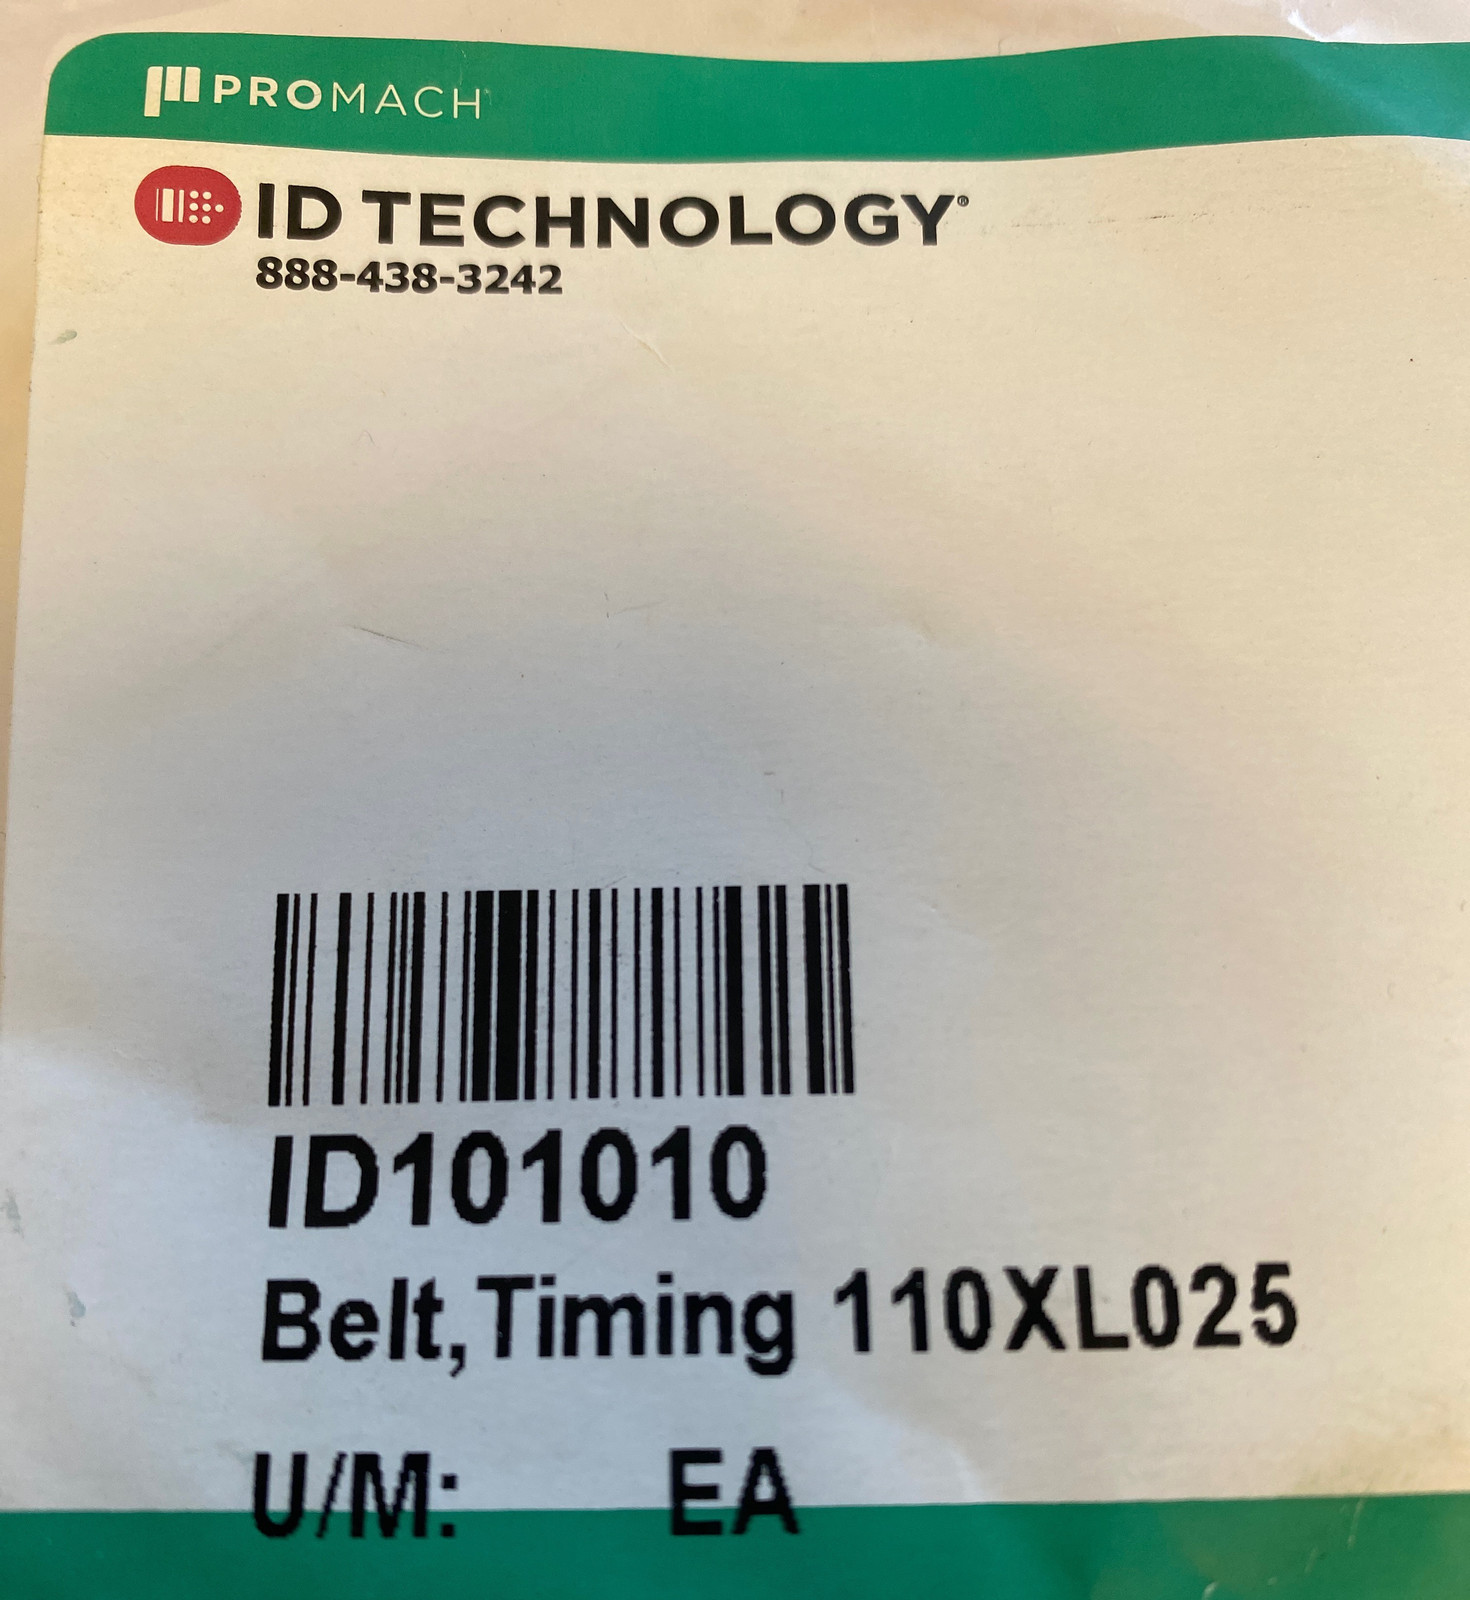 PROMACH
ID TECHNOLOGY®
888-438-3242
ID101010
Belt,Timing 110XL025
U/M: EA